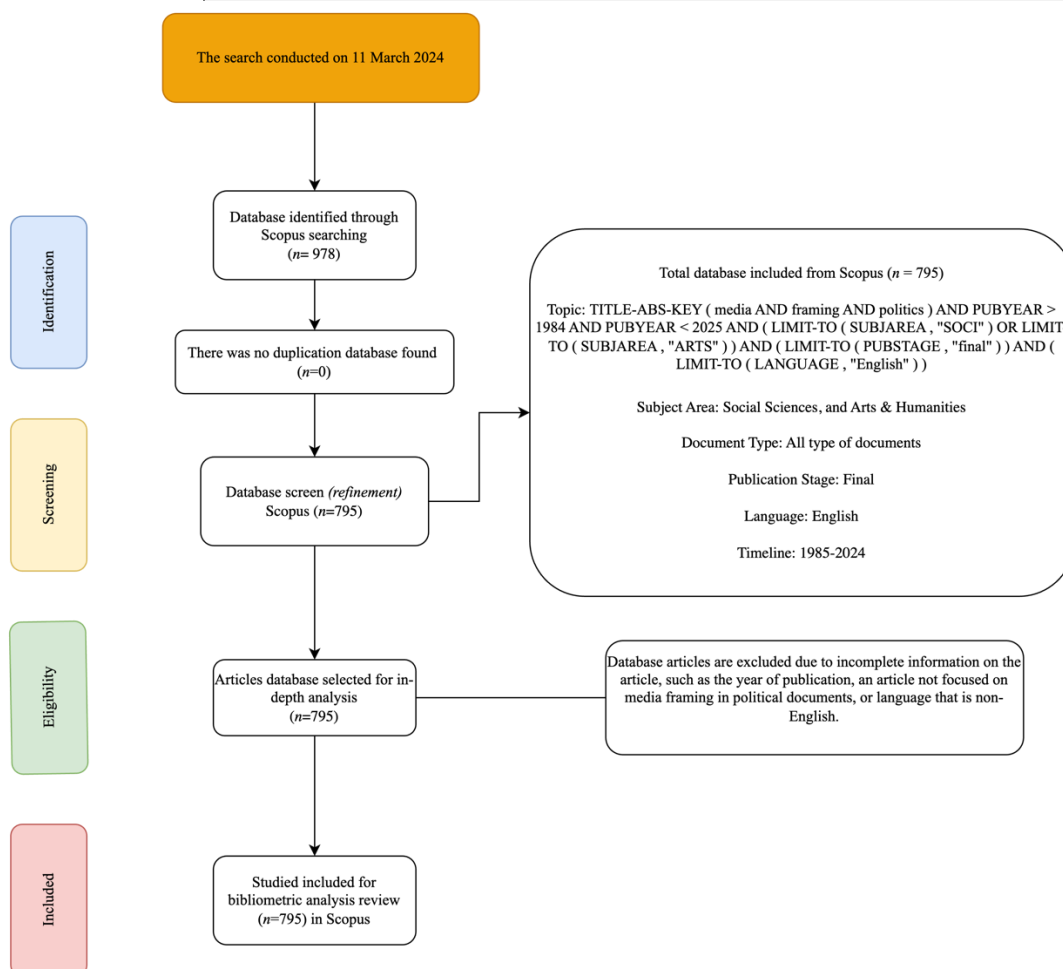 The search conducted on 11 March 2024
Identification
Database identified through
Scopus searching
(n= 978)
There was no duplication database found
(n=0)
Total database included from Scopus (n = 795)
Topic: TITLE-ABS-KEY ( media AND framing AND politics ) AND PUBYEAR >
1984 AND PUBYEAR < 2025 AND ( LIMIT-TO ( SUBJAREA , "SOCI" ) OR LIMIT
TO ( SUBJAREA , "ARTS" ) ) AND ( LIMIT-TO ( PUBSTAGE , "final" ) ) AND (
LIMIT-TO ( LANGUAGE , "English" ) )
Subject Area: Social Sciences, and Arts & Humanities
Document Type: All type of documents
Publication Stage: Final
Language: English
Timeline: 1985-2024
Screening
Database screen (refinement)
Scopus (n=795)
Eligibility
Articles database selected for in-
depth analysis
(n=795)
Database articles are excluded due to incomplete information on the
article, such as the year of publication, an article not focused on
media framing in political documents, or language that is non-
English.
Included
Studied included for
bibliometric analysis review
(n=795) in Scopus